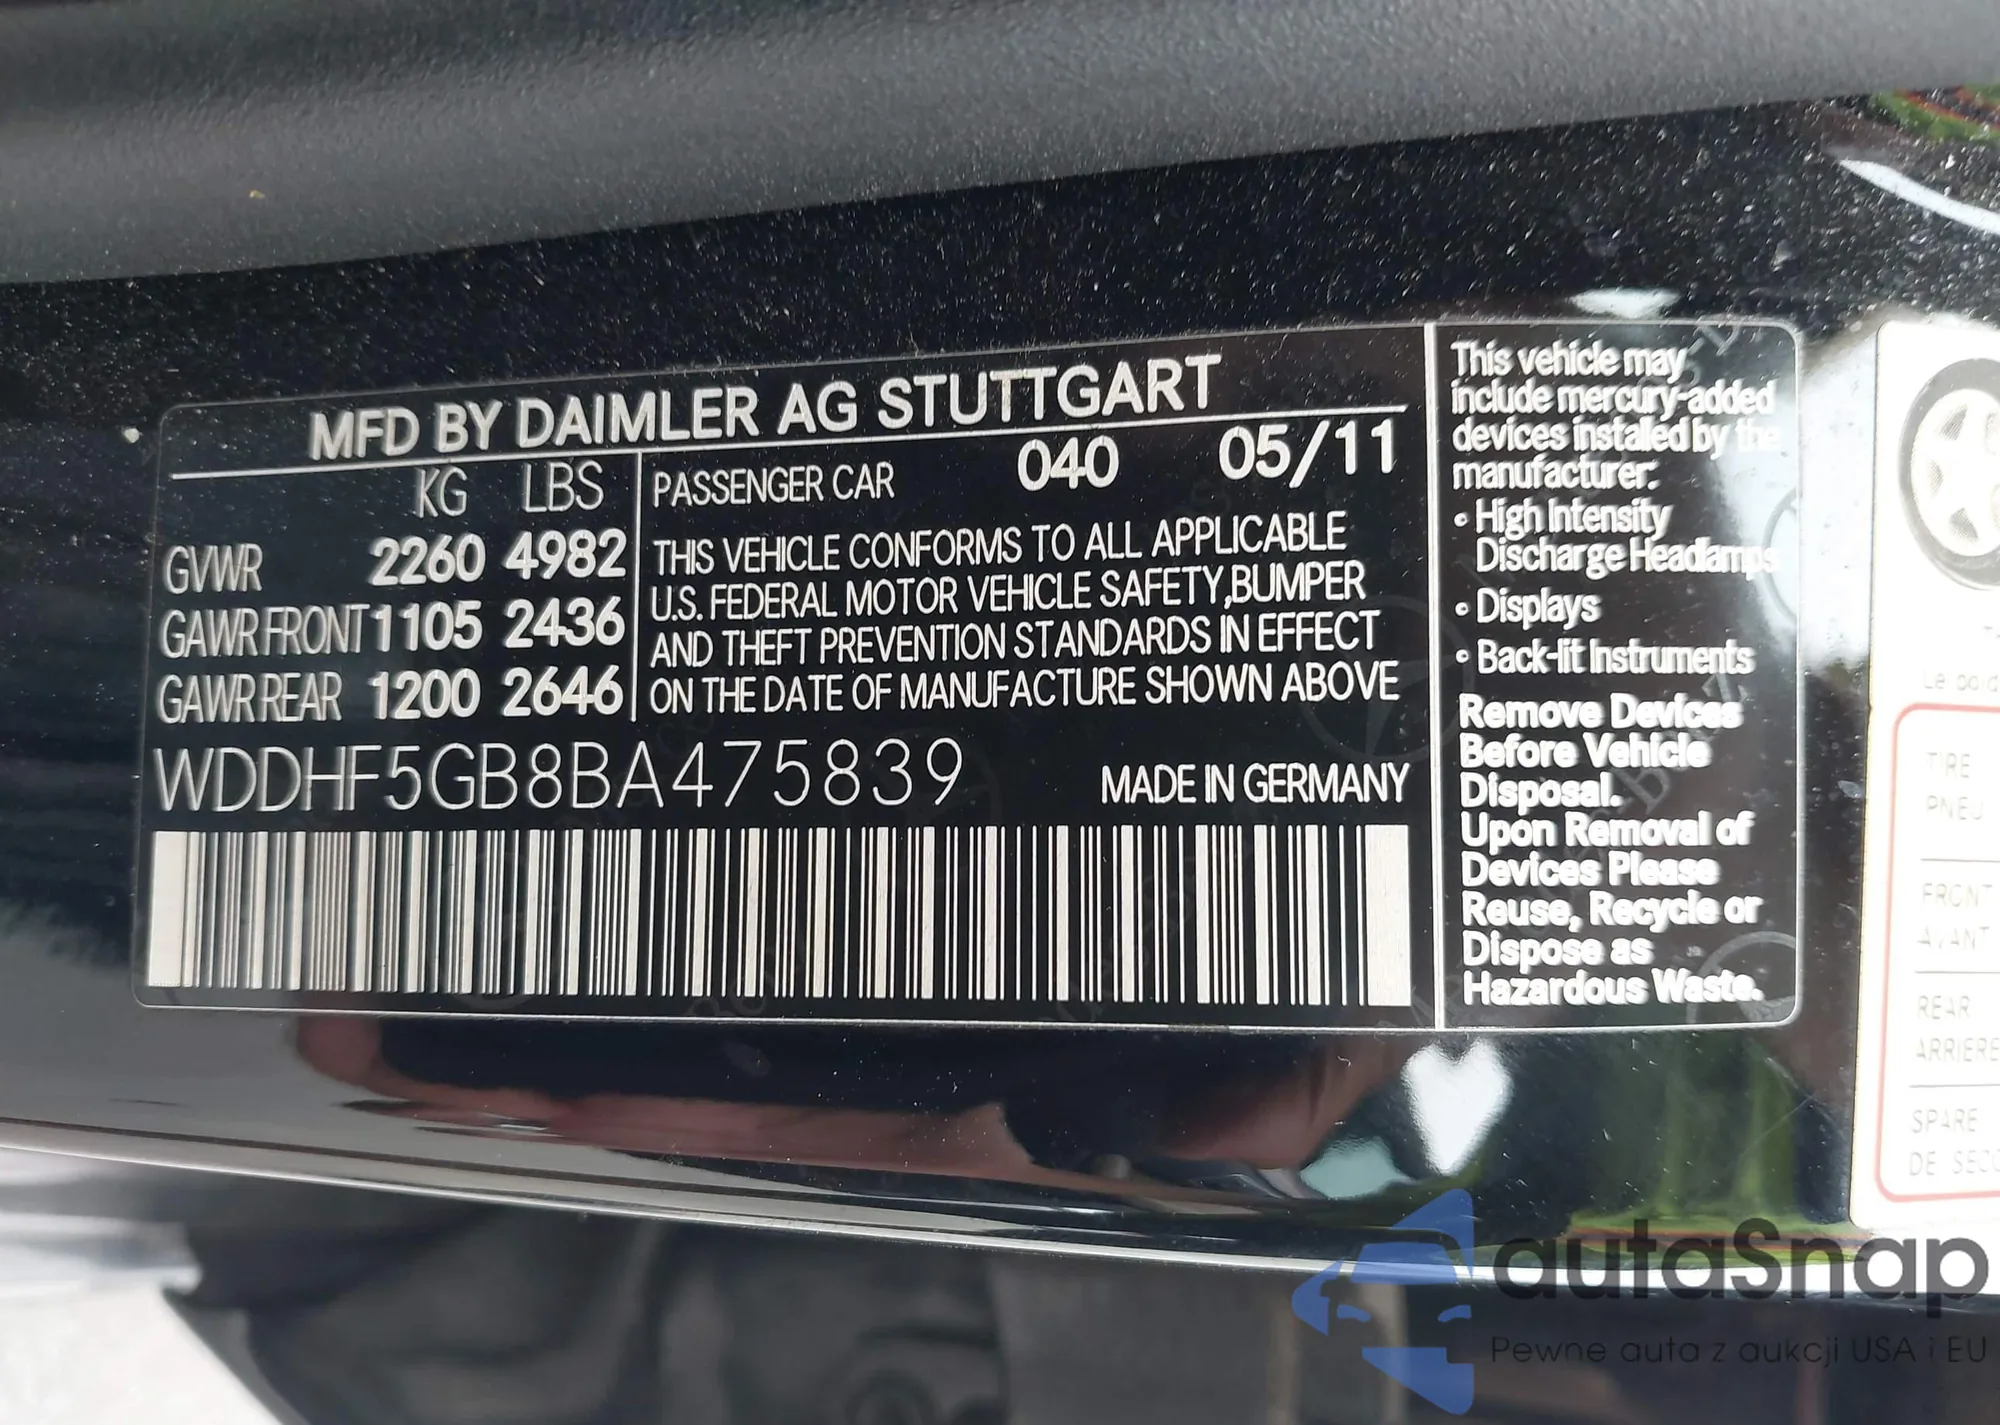 MFD BY DAIMLER AG STUTTGART
KG LBS
GVWR 2260 4982
GAWR FRONT 1105 2436
GAWR REAR 1200 2646
PASSENGER CAR 040 05/11
THIS VEHICLE CONFORMS TO ALL APPLICABLE
U.S. FEDERAL MOTOR VEHICLE SAFETY,BUMPER
AND THEFT PREVENTION STANDARDS IN EFFECT
ON THE DATE OF MANUFACTURE SHOWN ABOVE
WDDHF5GB8BA475839 MADE IN GERMANY
This vehicle may
include mercury-added
devices installed by the
manufacturer:
• High Intensity
Discharge Headlamps
• Displays
• Back-lit Instruments
Remove Devices
Before Vehicle
Disposal.
Upon Removal of
Devices Please
Reuse, Recycle or
Dispose as
Hazardous Waste.
TIRE
PNEU
FRONT
AVANT
REAR
ARRIERE
SPARE
DE
autaSnap
Pewne auta z aukcji USA i EU